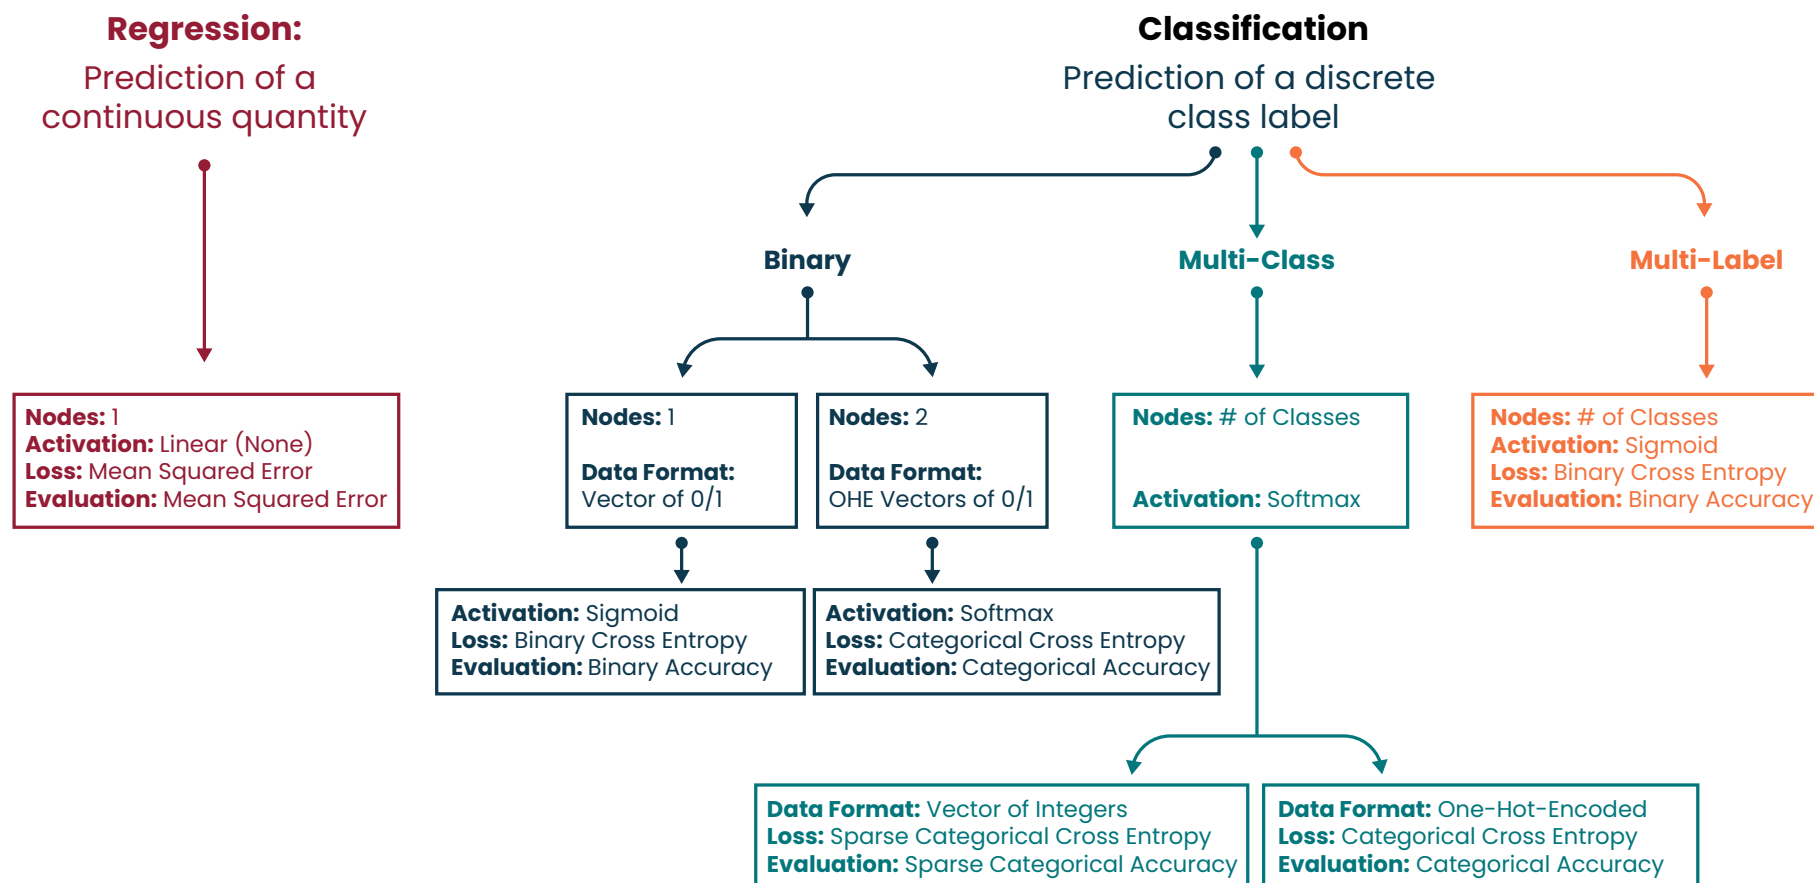 Regression:
Prediction of a
continuous quantity
Nodes: 1
Activation: Linear (None)
Loss: Mean Squared Error
Evaluation: Mean Squared Error
Classification
Prediction of a discrete
class label
Binary
Nodes: 1
Data Format:
Vector of 0/1
Activation: Sigmoid
Loss: Binary Cross Entropy
Evaluation: Binary Accuracy
Nodes: 2
Data Format:
OHE Vectors of 0/1
Activation: Softmax
Loss: Categorical Cross Entropy
Evaluation: Categorical Accuracy
Multi-Class
Nodes: # of Classes
Activation: Softmax
Data Format: Vector of Integers
Loss: Sparse Categorical Cross Entropy
Evaluation: Sparse Categorical Accuracy
Data Format: One-Hot-Encoded
Loss: Categorical Cross Entropy
Evaluation: Categorical Accuracy
Multi-Label
Nodes: # of Classes
Activation: Sigmoid
Loss: Binary Cross Entropy
Evaluation: Binary Accuracy